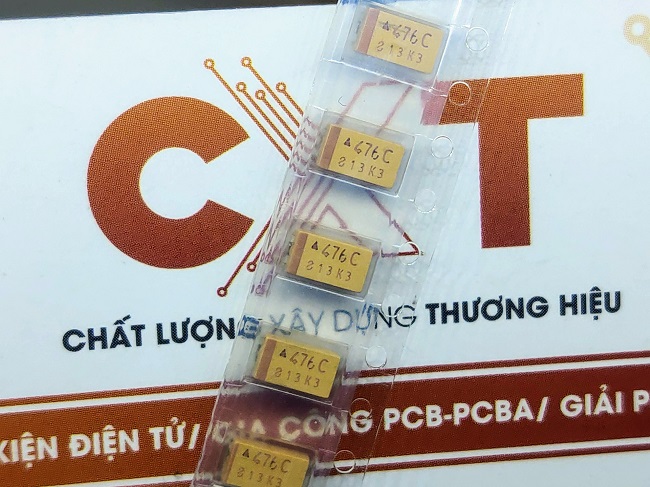 476C
813K3
CXT
476C
813K3
476C
813K3
CHẤT LƯỢNG XÂY DỰNG THƯƠNG HIỆU
476C
813K3
KIỆN ĐIỆN TỬ/ GIA CÔNG PCB-PCBA/ GIẢI P
476C
813K3